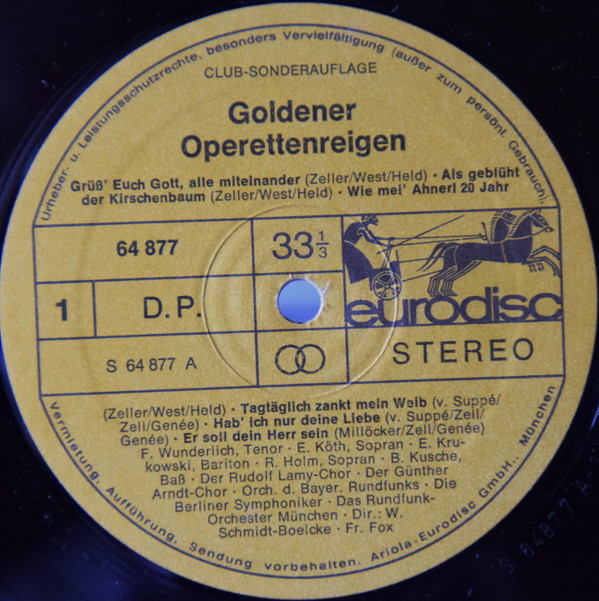 Urheber- u. Leistungsschutzrechte, besonders Vervielfältigung (außer zum persönl. Gebrauch),
CLUB-SONDERAUFLAGE
Goldener
Operettenreigen
Grüß' Euch Gott, alle miteinander (Zeller/West/Held) · Als geblüht
der Kirschenbaum (Zeller/West/Held) · Wie mei' Ahnerl 20 Jahr
64 877
33 1/3
eurodisc
1
D.P.
S 64 877 A
STEREO
(Zeller/West/Held) · Tagtäglich zankt mein Weib (v. Suppé/
Zell/Genée) · Hab' ich nur deine Liebe (v. Suppé/Zell/
Genée) · Er soll dein Herr sein (Millöcker/Zell/Genée)
F. Wunderlich, Tenor · E. Köth, Sopran · E. Kru-
kowski, Bariton · R. Holm, Sopran · B. Kusche,
Baß · Der Rudolf Lamy-Chor · Der Günther
Arndt-Chor · Orch. d. Bayer. Rundfunks · Die
Berliner Symphoniker · Das Rundfunk-
Orchester München · Dir.: W.
Schmidt-Boelcke · Fr. Fox
Vermietung, Aufführung, Sendung vorbehalten. Ariola-Eurodisc GmbH., München
S 64877 A